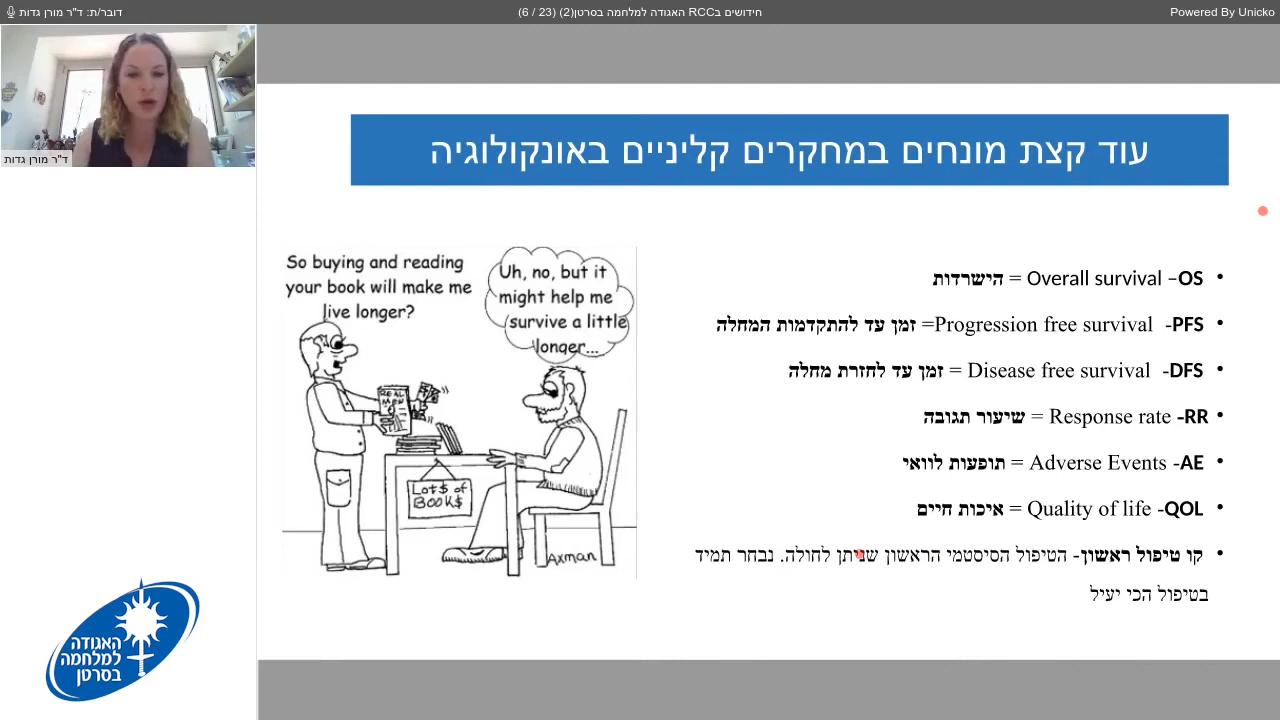 דובר/ת: ד"ר מורן גדות
חידושים בRCC האגודה למלחמה בסרטן(2) (23 / 6)
Powered By Unicko
ד"ר מורן גדות
עוד קצת מונחים במחקרים קליניים באונקולוגיה
So buying and reading
your book will make me
live longer?
Uh, no, but it
might help me
survive a little
longer...
REAL
MEN
Lot$ of
BOOK$
Axman
• OS– Overall survival = הישרדות
• PFS- Progression free survival =זמן עד להתקדמות המחלה
• DFS- Disease free survival = זמן עד לחזרת מחלה
• RR- Response rate = שיעור תגובה
• AE- Adverse Events = תופעות לוואי
• QOL- Quality of life = איכות חיים
• קו טיפול ראשון- הטיפול הסיסטמי הראשון שניתן לחולה. נבחר תמיד
בטיפול הכי יעיל
האגודה
למלחמה
בסרטן